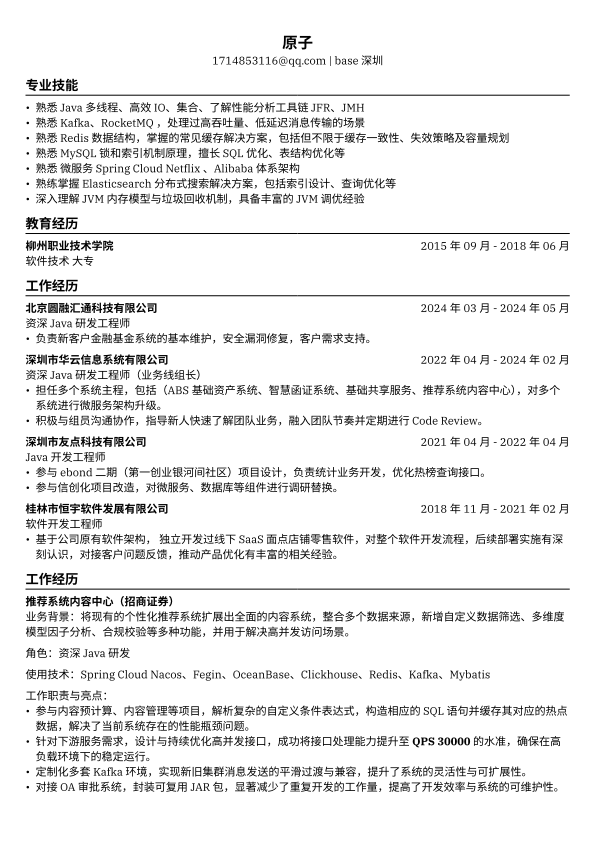 原子
1714853116@qq.com | base 深圳
专业技能
• 熟悉 Java 多线程、高效 IO、集合、了解性能分析工具链 JFR、JMH
• 熟悉 Kafka、RocketMQ ，处理过高吞吐量、低延迟消息传输的场景
• 熟悉 Redis 数据结构，掌握的常见缓存解决方案，包括但不限于缓存一致性、失效策略及容量规划
• 熟悉 MySQL 锁和索引机制原理，擅长 SQL 优化、表结构优化等
• 熟悉 微服务 Spring Cloud Netflix 、Alibaba 体系架构
• 熟练掌握 Elasticsearch 分布式搜索解决方案，包括索引设计、查询优化等
• 深入理解 JVM 内存模型与垃圾回收机制，具备丰富的 JVM 调优经验
教育经历
柳州职业技术学院 2015 年 09 月 - 2018 年 06 月
软件技术 大专
工作经历
北京圆融汇通科技有限公司 2024 年 03 月 - 2024 年 05 月
资深 Java 研发工程师
• 负责新客户金融基金系统的基本维护，安全漏洞修复，客户需求支持。
深圳市华云信息系统有限公司 2022 年 04 月 - 2024 年 02 月
资深 Java 研发工程师（业务线组长）
• 担任多个系统主程，包括（ABS 基础资产系统、智慧函证系统、基础共享服务、推荐系统内容中心），对多个
系统进行微服务架构升级。
• 积极与组员沟通协作，指导新人快速了解团队业务，融入团队节奏并定期进行 Code Review。
深圳市友点科技有限公司 2021 年 04 月 - 2022 年 04 月
Java 开发工程师
• 参与 ebond 二期（第一创业银河间社区）项目设计，负责统计业务开发，优化热榜查询接口。
• 参与信创化项目改造，对微服务、数据库等组件进行调研替换。
桂林市恒宇软件发展有限公司 2018 年 11 月 - 2021 年 02 月
软件开发工程师
• 基于公司原有软件架构， 独立开发过线下 SaaS 面点店铺零售软件，对整个软件开发流程，后续部署实施有深
刻认识，对接客户问题反馈，推动产品优化有丰富的相关经验。
工作经历
推荐系统内容中心（招商证券）
业务背景：将现有的个性化推荐系统扩展出全面的内容系统，整合多个数据来源，新增自定义数据筛选、多维度
模型因子分析、合规校验等多种功能，并用于解决高并发访问场景。
角色：资深 Java 研发
使用技术：Spring Cloud Nacos、Fegin、OceanBase、Clickhouse、Redis、Kafka、Mybatis
工作职责与亮点：
• 参与内容预计算、内容管理等项目，解析复杂的自定义条件表达式，构造相应的 SQL 语句并缓存其对应的热点
数据，解决了当前系统存在的性能瓶颈问题。
• 针对下游服务需求，设计与持续优化高并发接口，成功将接口处理能力提升至 QPS 30000 的水准，确保在高
负载环境下的稳定运行。
• 定制化多套 Kafka 环境，实现新旧集群消息发送的平滑过渡与兼容，提升了系统的灵活性与可扩展性。
• 对接 OA 审批系统，封装可复用 JAR 包，显著减少了重复开发的工作量，提高了开发效率与系统的可维护性。